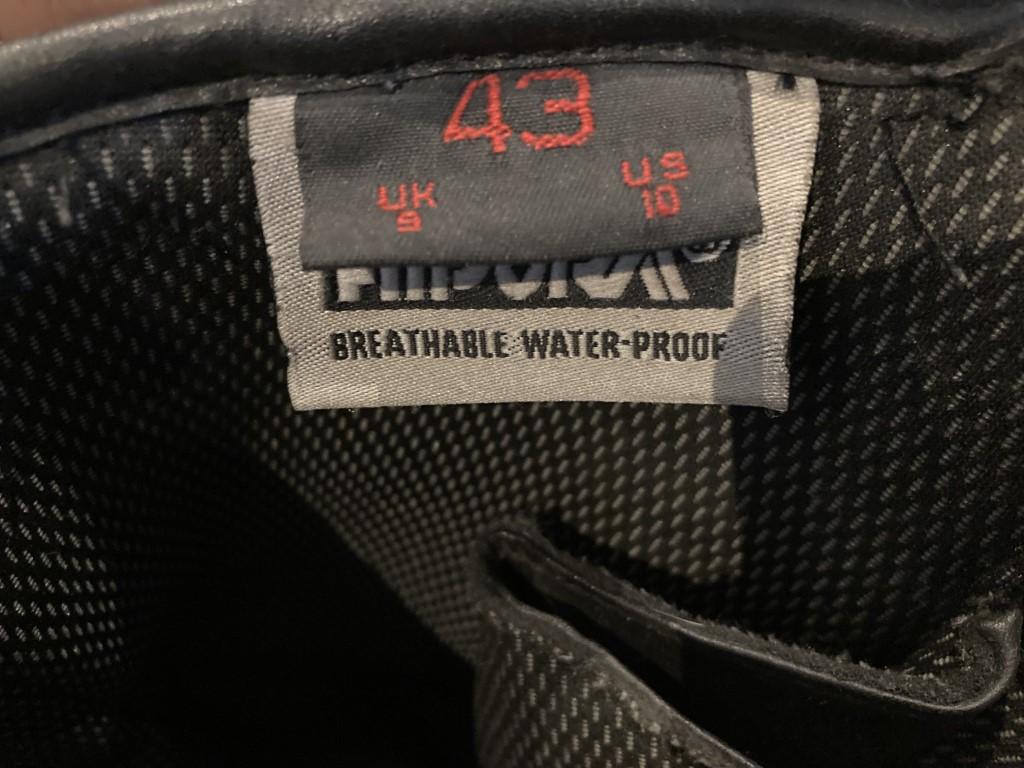 43
UK US
9 10
BREATHABLE WATER-PROOF